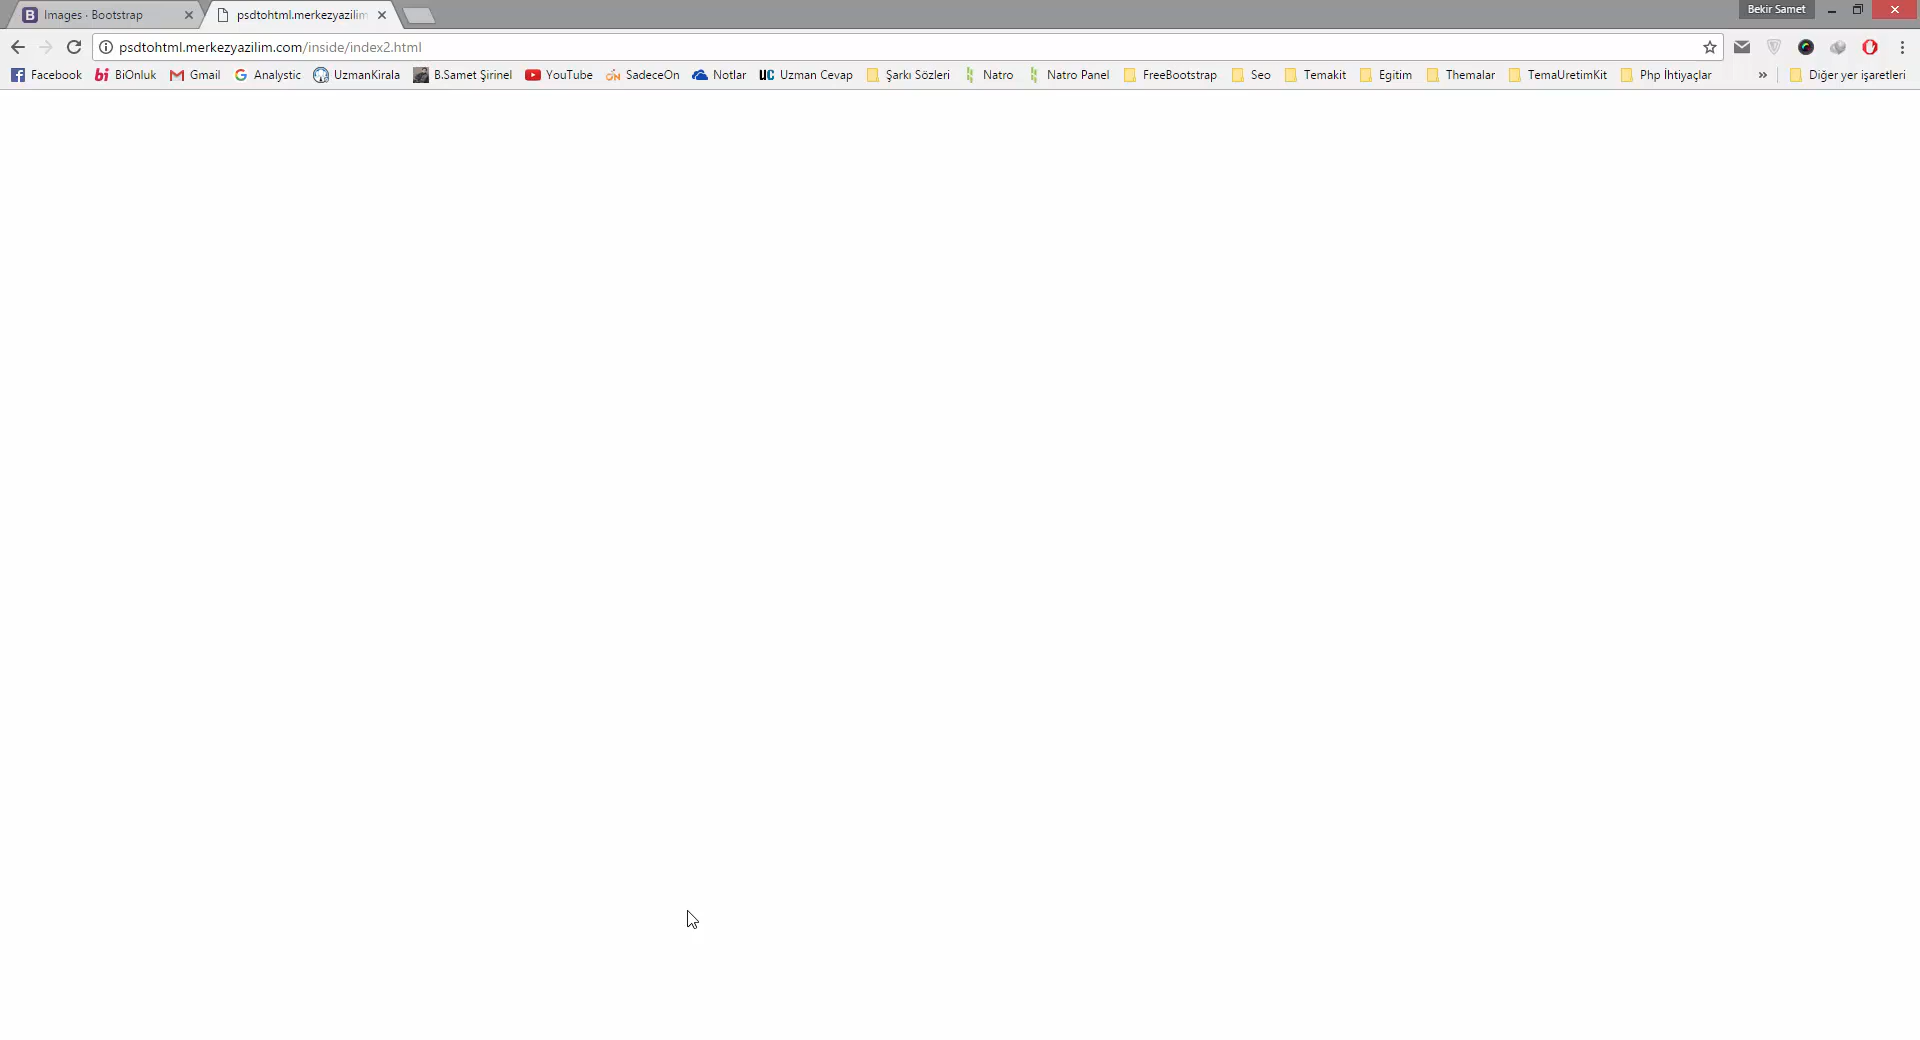 Images · Bootstrap
psdtohtml.merkezyazilim
Bekir Samet
psdtohtml.merkezyazilim.com/inside/index2.html
Facebook
bi BiOnluk
Gmail
Analystic
UzmanKirala
B.Samet Şirinel
YouTube
SadeceOn
Notlar
UC Uzman Cevap
Şarkı Sözleri
Natro
Natro Panel
FreeBootstrap
Seo
Temakit
Egitim
Themalar
TemaUretimKit
Php İhtiyaçlar
»
Diğer yer işaretleri